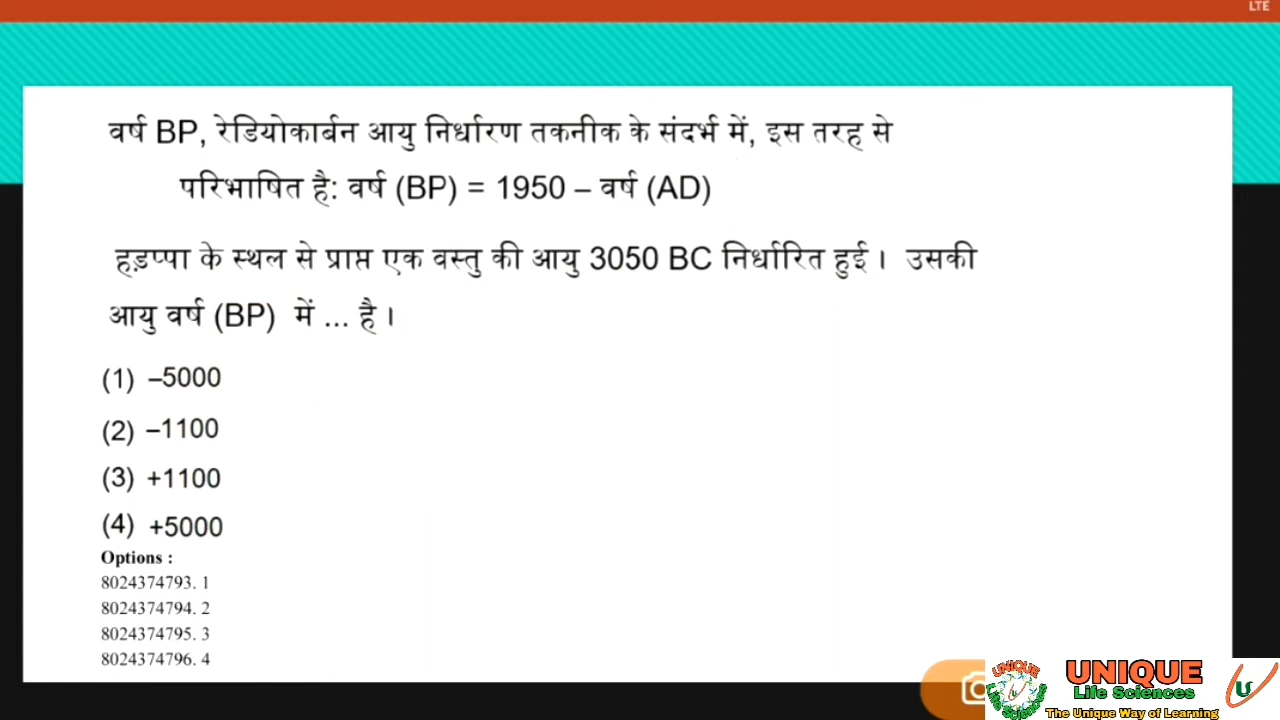 LTE
वर्ष BP, रेडियोकार्बन आयु निर्धारण तकनीक के संदर्भ में, इस तरह से
परिभाषित है: वर्ष (BP) = 1950 – वर्ष (AD)
हड़प्पा के स्थल से प्राप्त एक वस्तु की आयु 3050 BC निर्धारित हुई। उसकी
आयु वर्ष (BP) में ... है।
(1) –5000
(2) –1100
(3) +1100
(4) +5000
Options :
8024374793. 1
8024374794. 2
8024374795. 3
8024374796. 4
UNIQUE
Life Sciences
The Unique Way of Learning